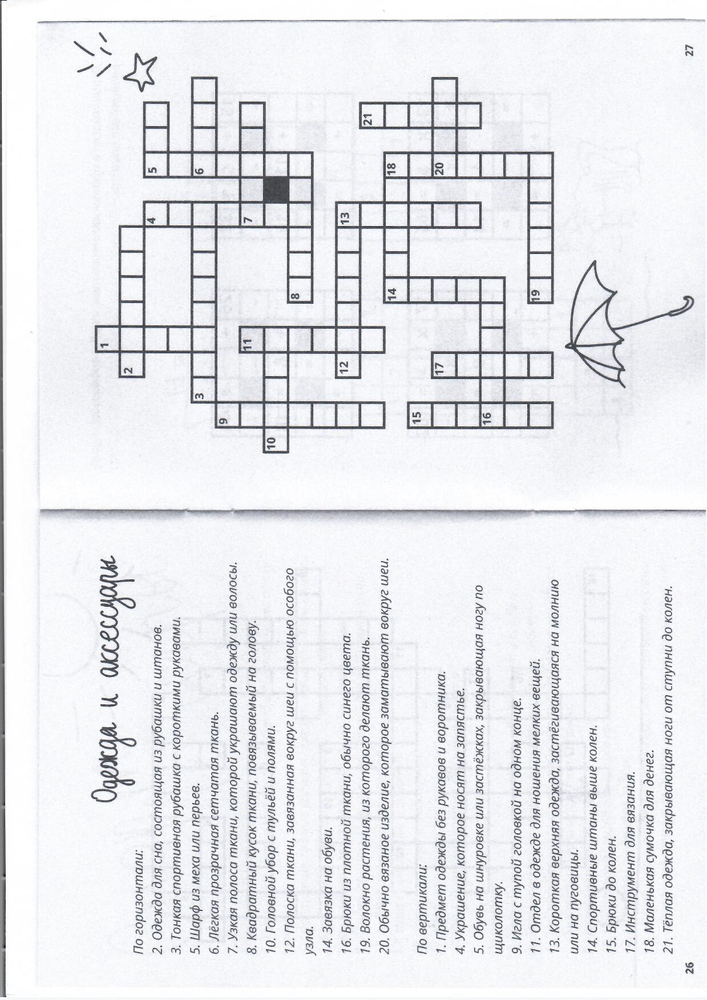 Одежда и аксессуары
По горизонтали:
2. Одежда для сна, состоящая из рубашки и штанов.
3. Тонкая спортивная рубашка с короткими рукавами.
5. Шарф из меха или перьев.
6. Лёгкая прозрачная сетчатая ткань.
7. Узкая полоса ткани, которой украшают одежду или волосы.
8. Квадратный кусок ткани, повязываемый на голову.
10. Головной убор с тульёй и полями.
12. Полоска ткани, завязанная вокруг шеи с помощью особого
узла.
14. Завязка на обуви.
16. Брюки из плотной ткани, обычно синего цвета.
19. Волокно растения, из которого делают ткань.
20. Обычно вязаное изделие, которое заматывают вокруг шеи.
По вертикали:
1. Предмет одежды без рукавов и воротника.
4. Украшение, которое носят на запястье.
5. Обувь на шнуровке или застёжках, закрывающая ногу по
щиколотку.
9. Игла с тупой головкой на одном конце.
11. Отдел в одежде для ношения мелких вещей.
13. Короткая верхняя одежда, застёгивающаяся на молнию
или на пуговицы.
14. Спортивные штаны выше колен.
15. Брюки до колен.
17. Инструмент для вязания.
18. Маленькая сумочка для денег.
21. Тёплая одежда, закрывающая ноги от ступни до колен.
26
1
2
4
5
3
6
9
11
7
10
8
12
13
21
14
18
15
17
20
16
19
27